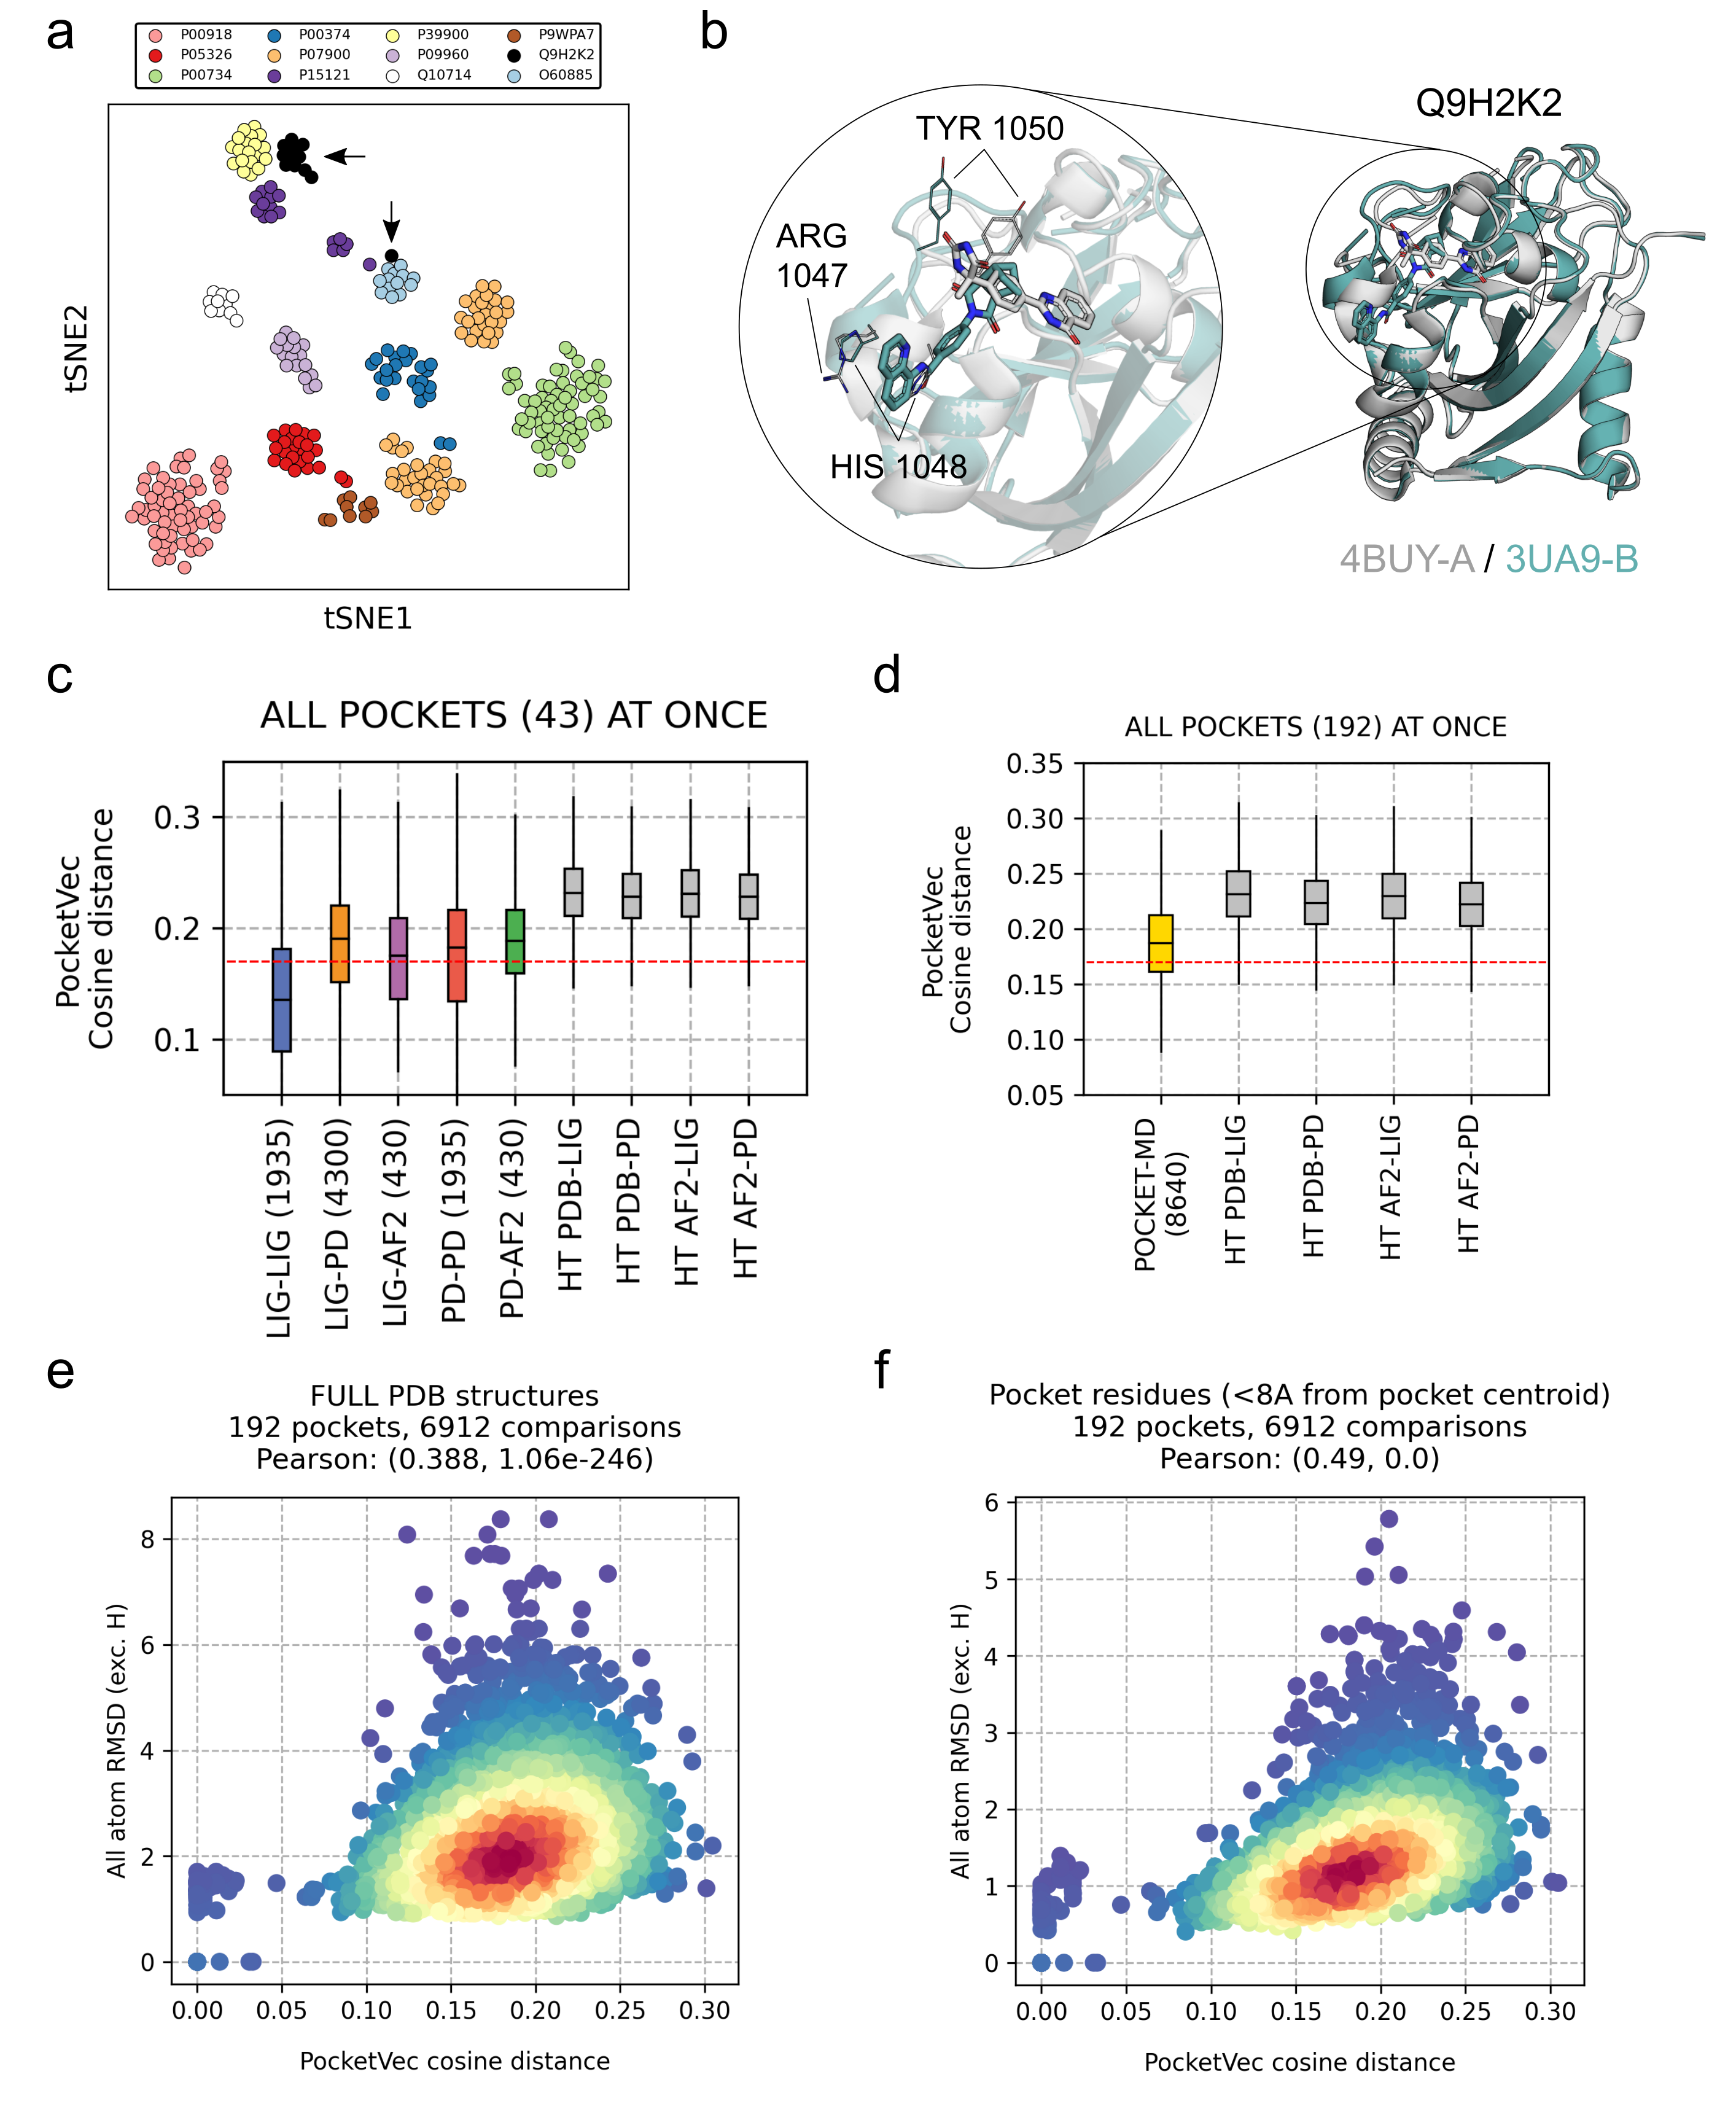 a
P00918 P00374 P39900 P9WPA7
P05326 P07900 P09960 Q9H2K2
P00734 P15121 Q10714 O60885
tSNE2
tSNE1
b
Q9H2K2
TYR 1050
ARG
1047
HIS 1048
4BUY-A / 3UA9-B
c
ALL POCKETS (43) AT ONCE
PocketVec
Cosine distance
0.3
0.2
0.1
LIG-LIG (1935)
LIG-PD (4300)
LIG-AF2 (430)
PD-PD (1935)
PD-AF2 (430)
HT PDB-LIG
HT PDB-PD
HT AF2-LIG
HT AF2-PD
d
ALL POCKETS (192) AT ONCE
PocketVec
Cosine distance
0.35
0.30
0.25
0.20
0.15
0.10
0.05
POCKET-MD
(8640)
HT PDB-LIG
HT PDB-PD
HT AF2-LIG
HT AF2-PD
e
FULL PDB structures
192 pockets, 6912 comparisons
Pearson: (0.388, 1.06e-246)
All atom RMSD (exc. H)
8
6
4
2
0
0.00 0.05 0.10 0.15 0.20 0.25 0.30
PocketVec cosine distance
f
Pocket residues (<8A from pocket centroid)
192 pockets, 6912 comparisons
Pearson: (0.49, 0.0)
All atom RMSD (exc. H)
6
5
4
3
2
1
0
0.00 0.05 0.10 0.15 0.20 0.25 0.30
PocketVec cosine distance